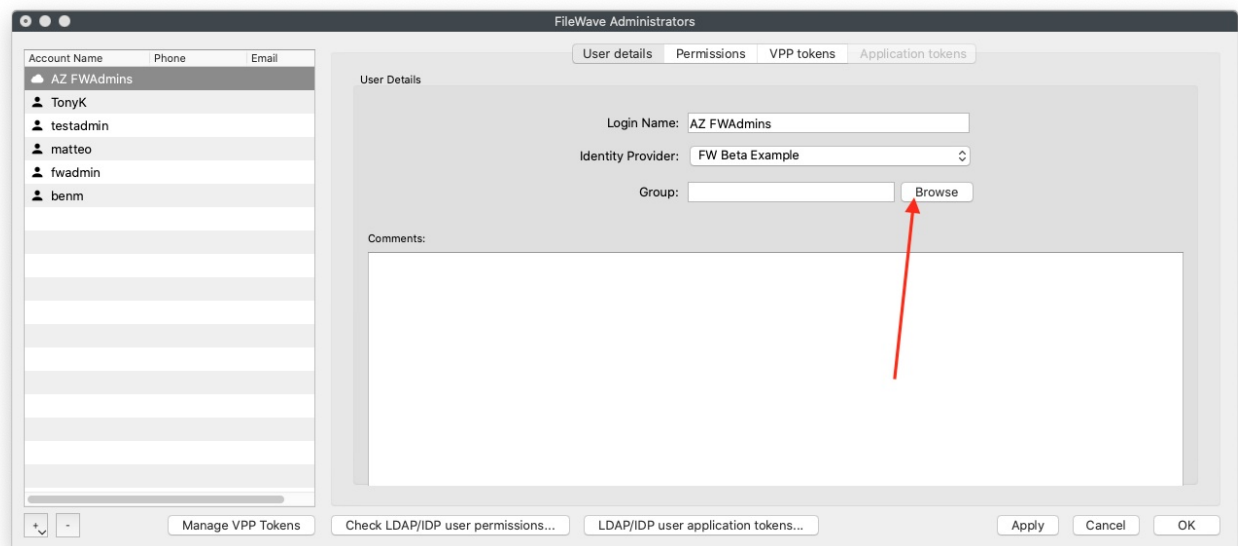 FileWave Administrators
Account Name Phone Email
AZ FWAdmins
TonyK
testadmin
matteo
fwadmin
benm
+ -
Manage VPP Tokens
User details Permissions VPP tokens Application tokens
User Details
Login Name: AZ FWAdmins
Identity Provider: FW Beta Example
Group: Browse
Comments:
Check LDAP/IDP user permissions... LDAP/IDP user application tokens... Apply Cancel OK